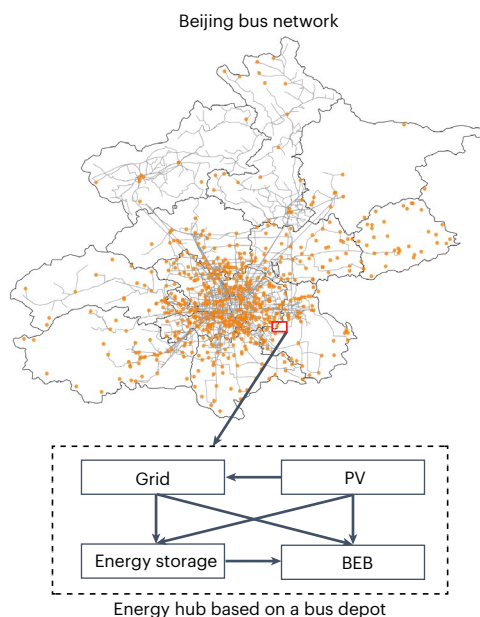 Beijing bus network
Grid
PV
Energy storage
BEB
Energy hub based on a bus depot